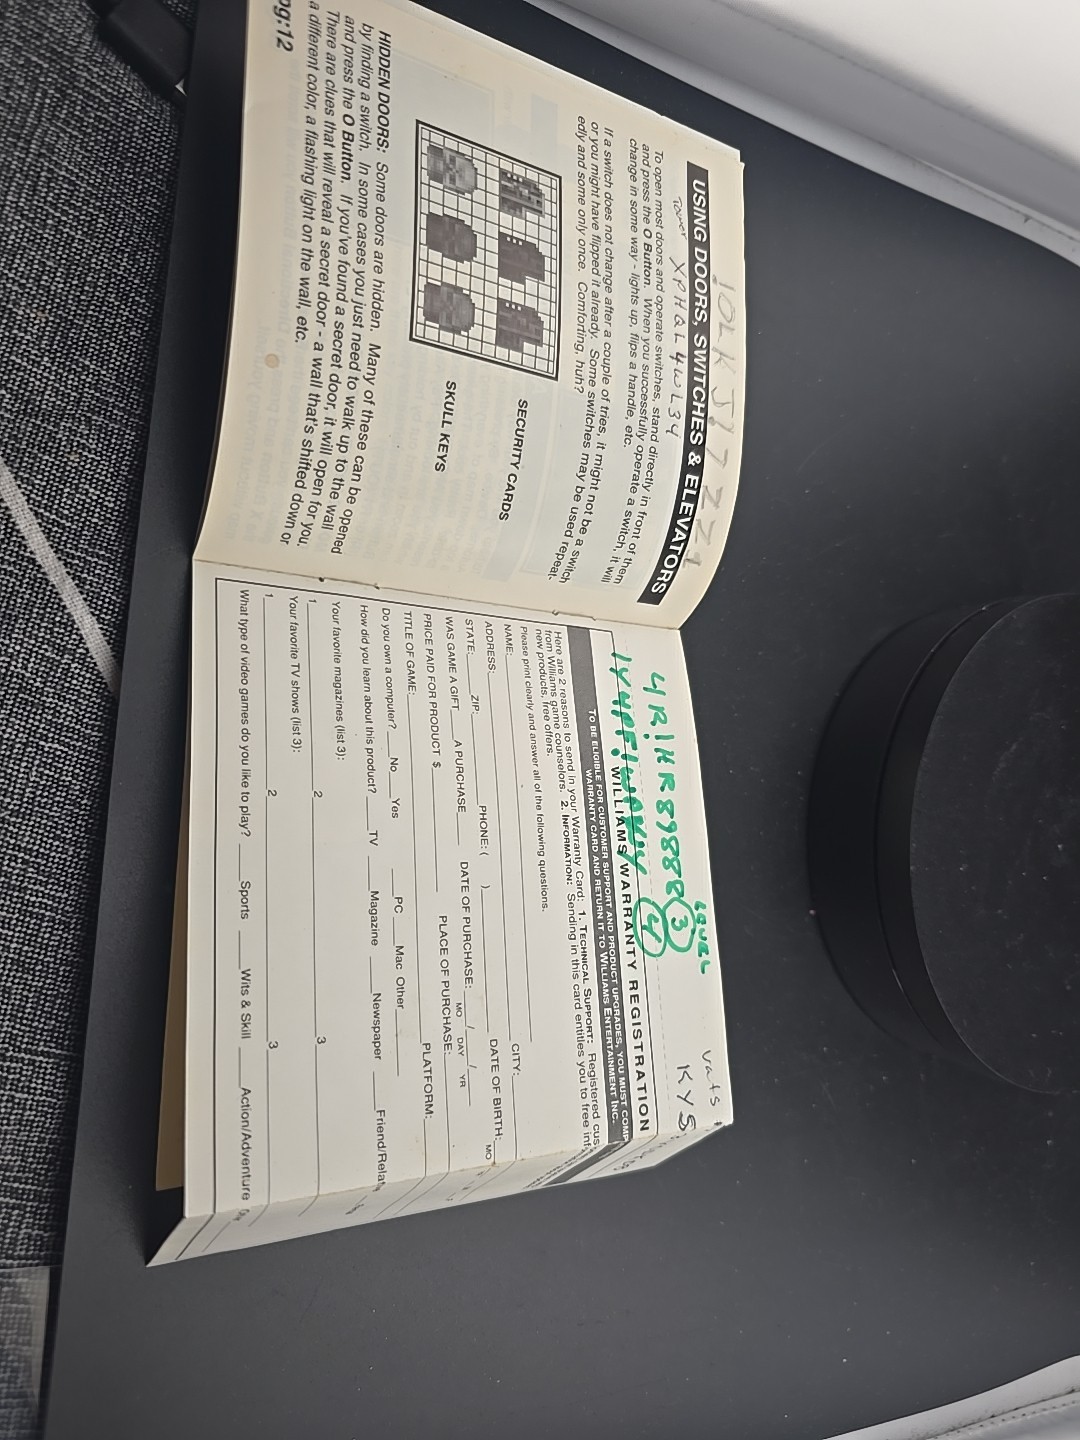 10LKJ?7ZZ1
USING DOORS, SWITCHES & ELEVATORS
Tower XPHQL4WL34
To open most doors and operate switches, stand directly in front of them
and press the O Button. When you successfully operate a switch, it will
change in some way - lights up, flips a handle, etc.
If a switch does not change after a couple of tries, it might not be a switch
or you might have flipped it already. Some switches may be used repeat-
edly and some only once. Comforting, huh?
SECURITY CARDS
SKULL KEYS
HIDDEN DOORS: Some doors are hidden. Many of these can be opened
by finding a switch. In some cases you just need to walk up to the wall
and press the O Button. If you've found a secret door, it will open for you.
There are clues that will reveal a secret door - a wall that's shifted down or
a different color, a flashing light on the wall, etc.
pg:12
level vats
4R1HR8988B 3 KYS
4
WILLIAMS WARRANTY REGISTRATION
TO BE ELIGIBLE FOR CUSTOMER SUPPORT AND PRODUCT UPGRADES, YOU MUST COMP
WARRANTY CARD AND RETURN IT TO WILLIAMS ENTERTAINMENT INC.
Here are 2 reasons to send in your Warranty Card: 1. TECHNICAL SUPPORT: Registered cus
from Williams game counselors. 2. INFORMATION: Sending in this card entitles you to free inf
new products, free offers.
Please print clearly and answer all of the following questions.
NAME: CITY:
ADDRESS: DATE OF BIRTH: MO
STATE: ZIP: PHONE: ( )
WAS GAME A GIFT A PURCHASE DATE OF PURCHASE: / /
MO DAY YR
PRICE PAID FOR PRODUCT $ PLACE OF PURCHASE:
TITLE OF GAME: PLATFORM:
Do you own a computer? No Yes PC Mac Other
How did you learn about this product? TV Magazine Newspaper Friend/Relat
Your favorite magazines (list 3):
1 2 3
Your favorite TV shows (list 3):
1 2 3
What type of video games do you like to play? Sports Wits & Skill Action/Adventure